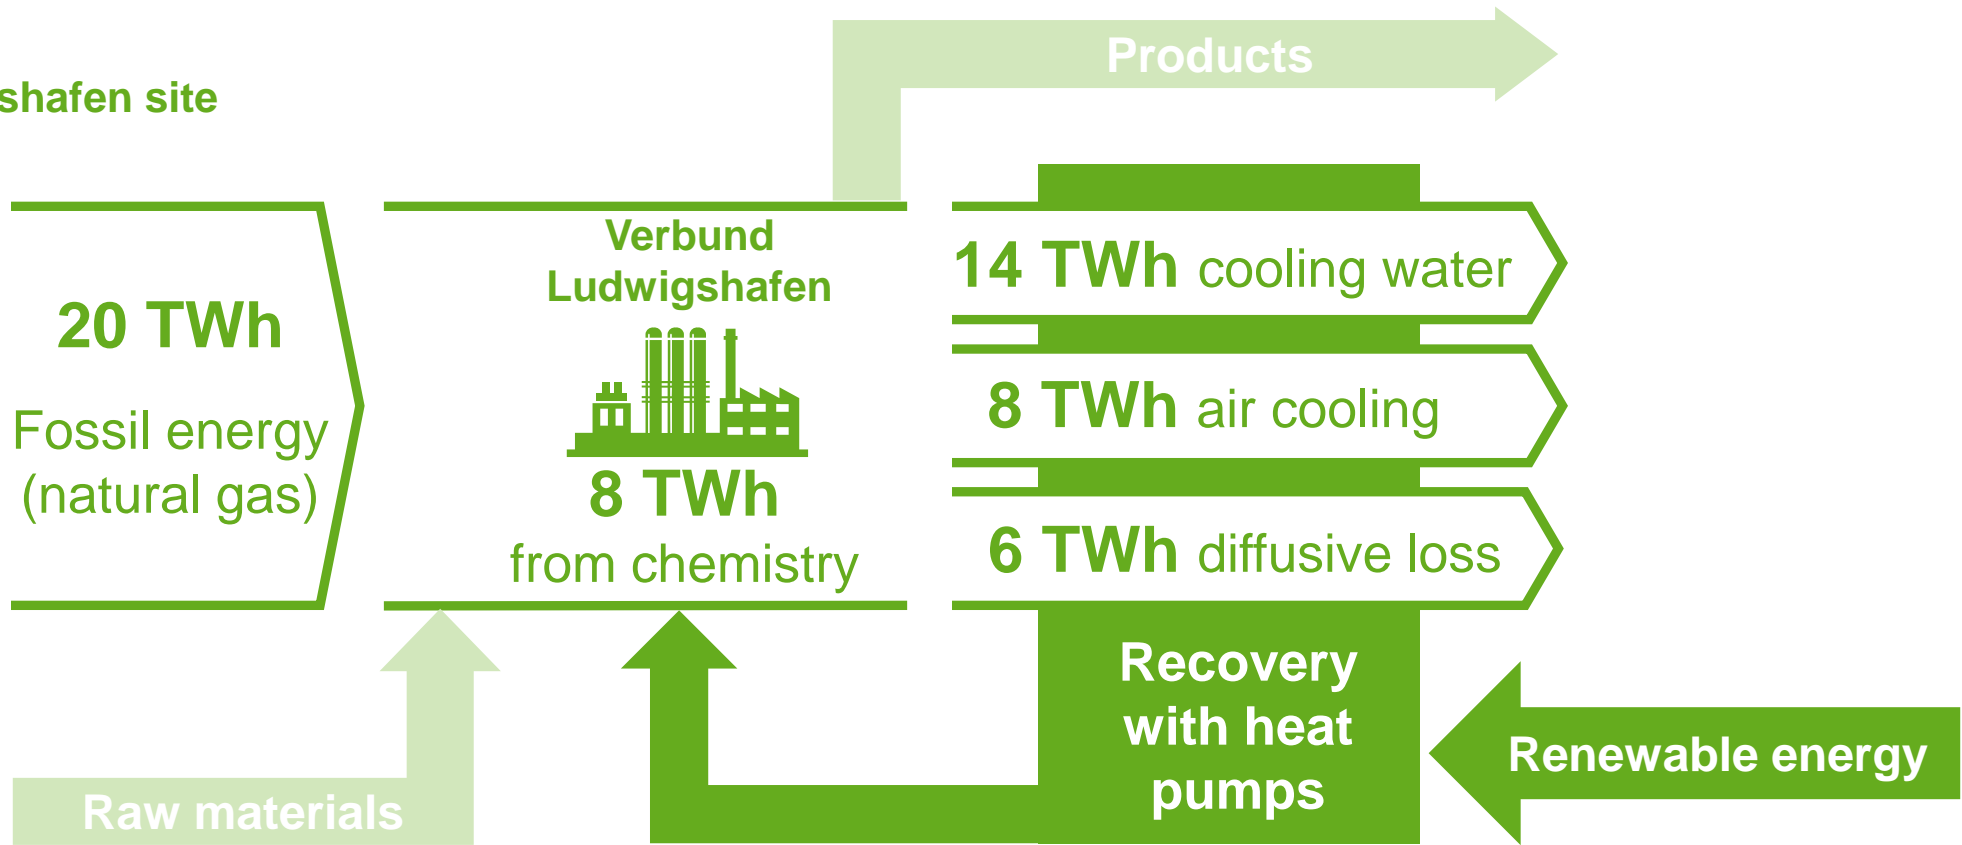 Products
shafen site
20 TWh
Fossil energy
(natural gas)
Verbund
Ludwigshafen
8 TWh
from chemistry
14 TWh cooling water
8 TWh air cooling
6 TWh diffusive loss
Recovery
with heat
pumps
Renewable energy
Raw materials